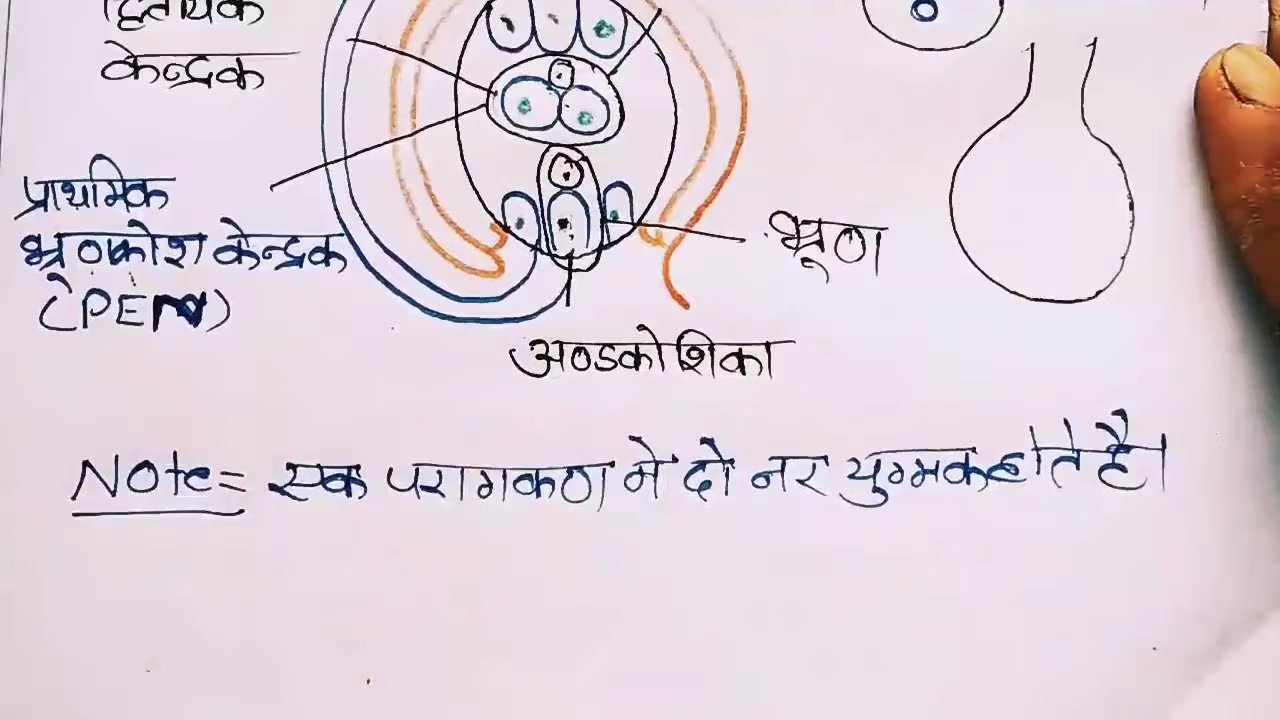 द्वितीयक
केन्द्रक
प्राथमिक
भ्रूणकोश केन्द्रक
(PEN)
भ्रूण
अण्डकोशिका
Note= एक परागकण मे दो नर युग्मक होते है।